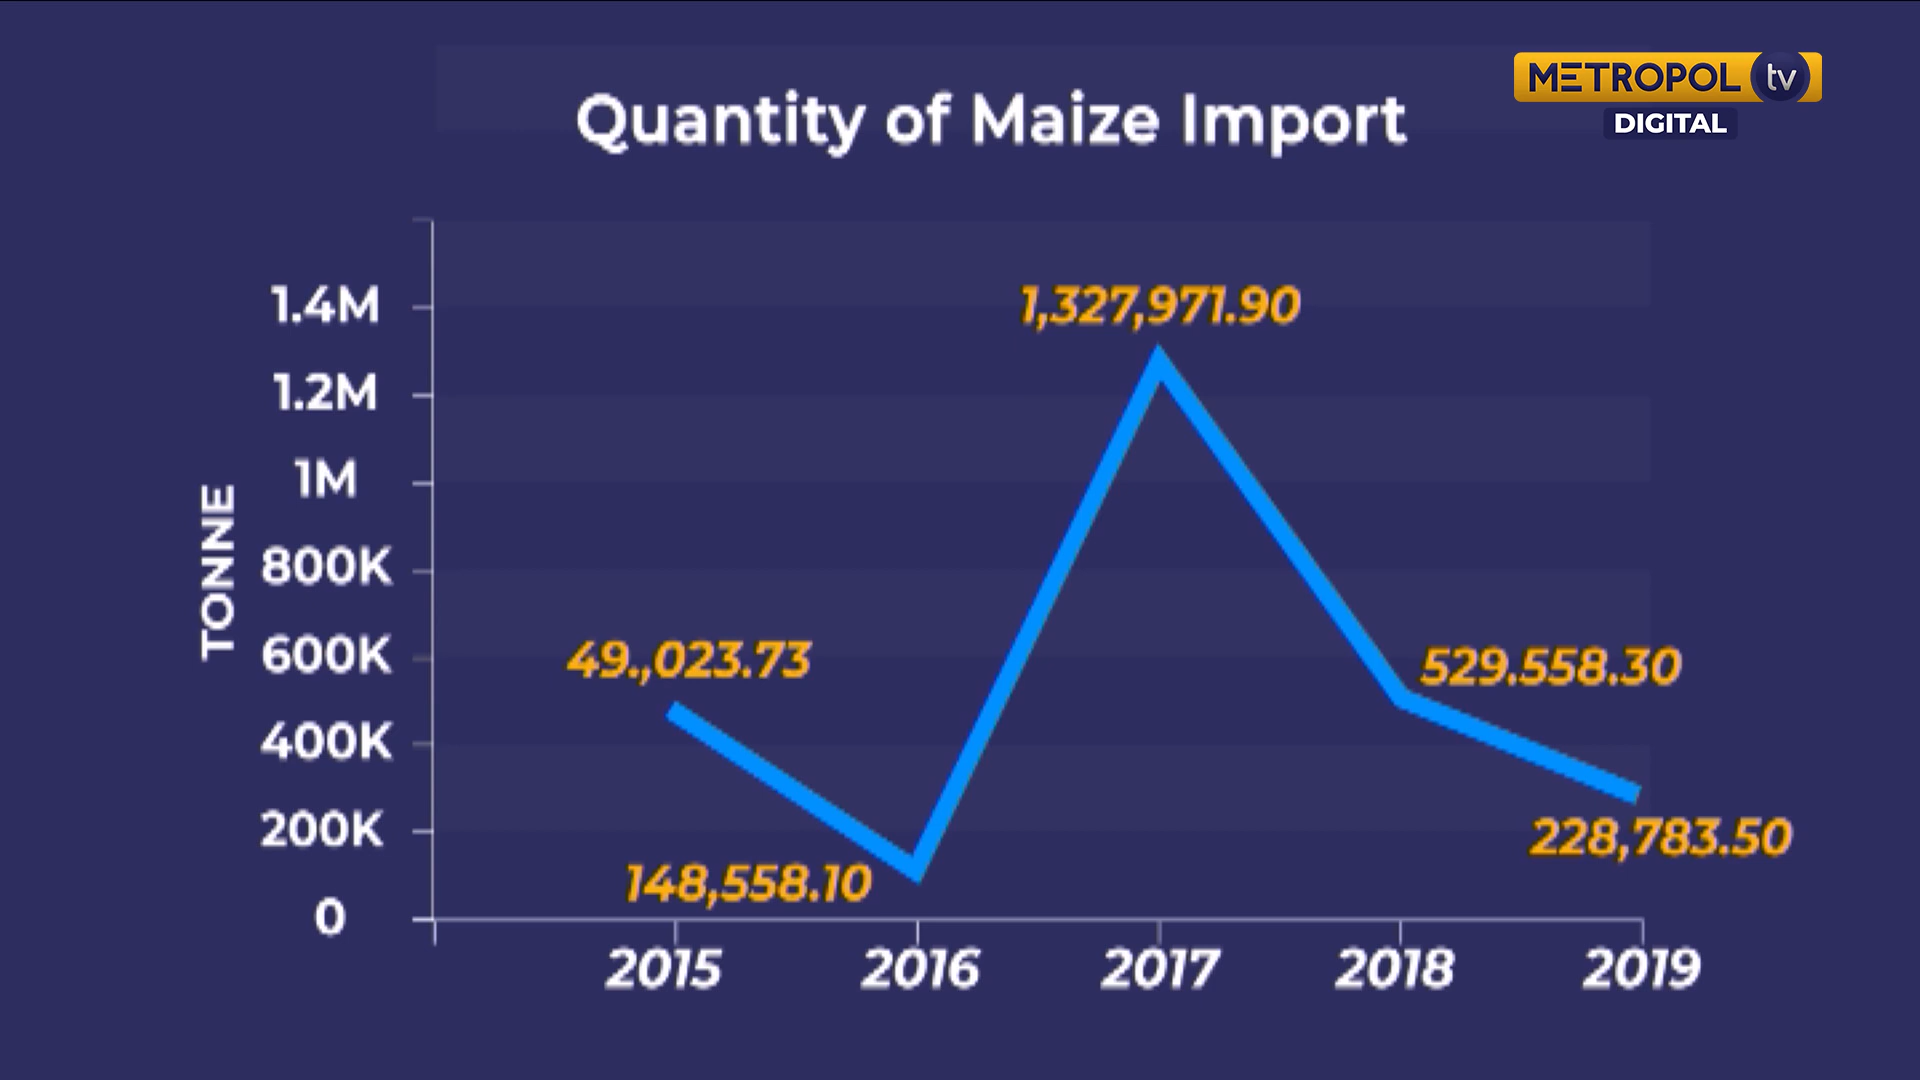 METROPOL tv
DIGITAL
Quantity of Maize Import
TONNE
1.4M
1.2M
1M
800K
600K
400K
200K
0
49.,023.73
148,558.10
1,327,971.90
529.558.30
228,783.50
2015 2016 2017 2018 2019